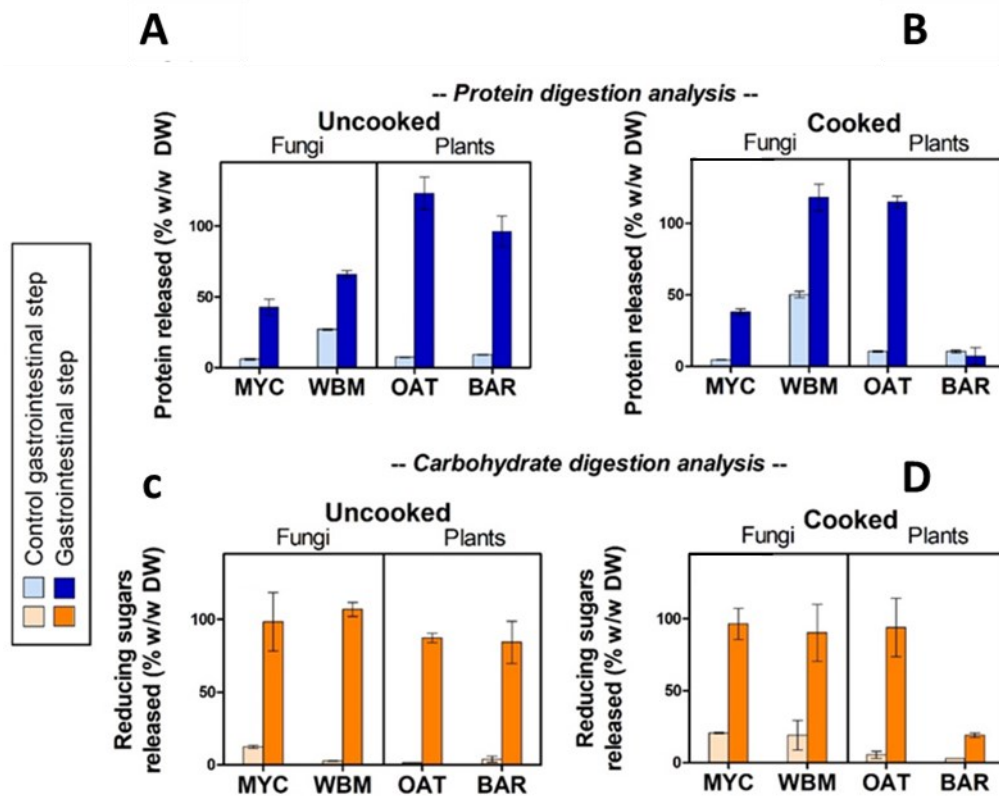 A
B
-- Protein digestion analysis --
Uncooked
Fungi
Plants
Protein released (% w/w DW)
100
50
0
MYC
WBM
OAT
BAR
Cooked
Fungi
Plants
Protein released (% w/w DW)
100
50
0
MYC
WBM
OAT
BAR
Control gastrointestinal step
Gastrointestinal step
-- Carbohydrate digestion analysis --
c
D
Uncooked
Fungi
Plants
Reducing sugars
released (% w/w DW)
100
50
0
MYC
WBM
OAT
BAR
Cooked
Fungi
Plants
Reducing sugars
released (% w/w DW)
100
50
0
MYC
WBM
OAT
BAR